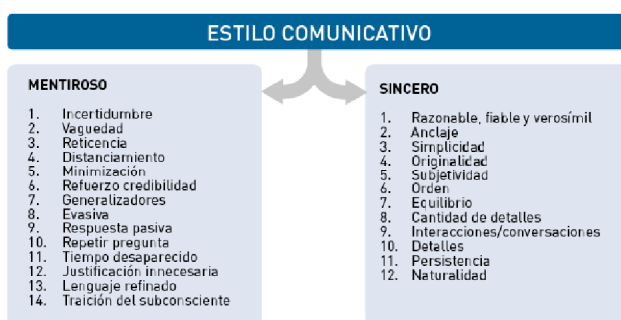 ESTILO COMUNICATIVO
MENTIROSO
1. Incertidumbre
2. Vaguedad
3. Reticencia
4. Distanciamiento
5. Minimización
6. Refuerzo credibilidad
7. Generalizadores
8. Evasiva
9. Respuesta pasiva
10. Repetir pregunta
11. Tiempo desaparecido
12. Justificación innecesaria
13. Lenguaje refinado
14. Traición del subconsciente
SINCERO
1. Razonable, fiable y verosímil
2. Anclaje
3. Simplicidad
4. Originalidad
5. Subjetividad
6. Orden
7. Equilibrio
8. Cantidad de detalles
9. Interacciones/conversaciones
10. Detalles
11. Persistencia
12. Naturalidad